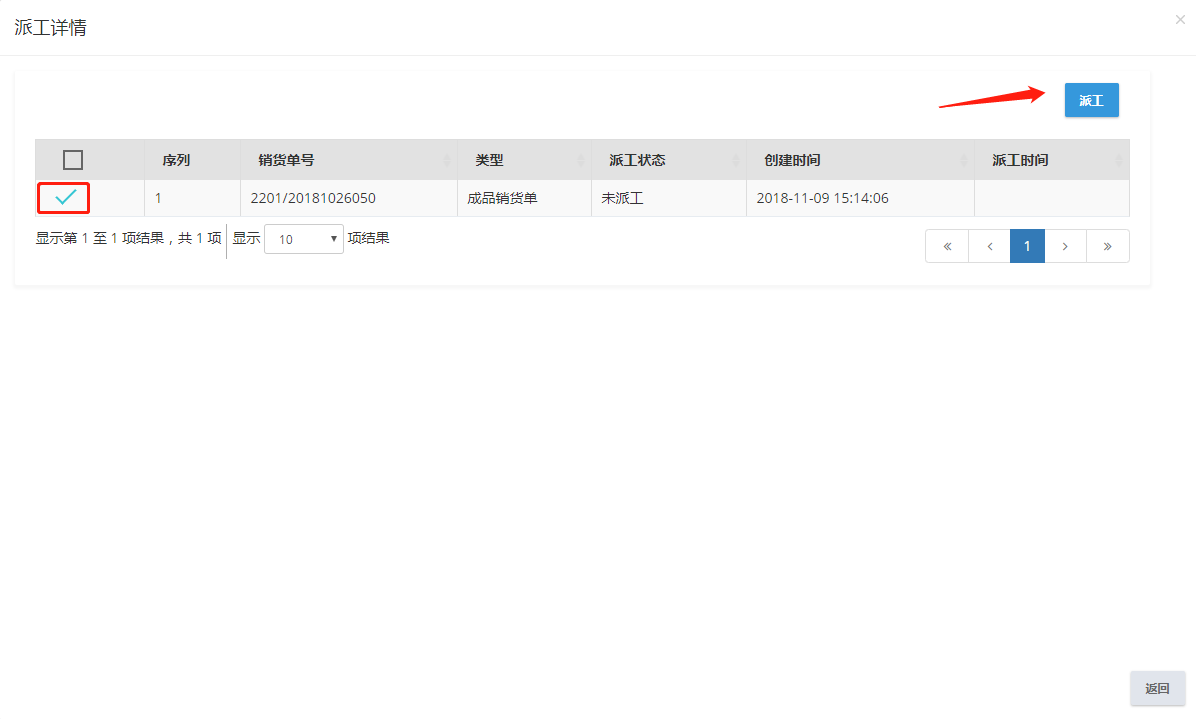 派工详情
×
派工
序列 销货单号 类型 派工状态 创建时间 派工时间
1 2201/20181026050 成品销货单 未派工 2018-11-09 15:14:06
显示第 1 至 1 项结果，共 1 项 显示 10 项结果
« ‹ 1 › »
返回